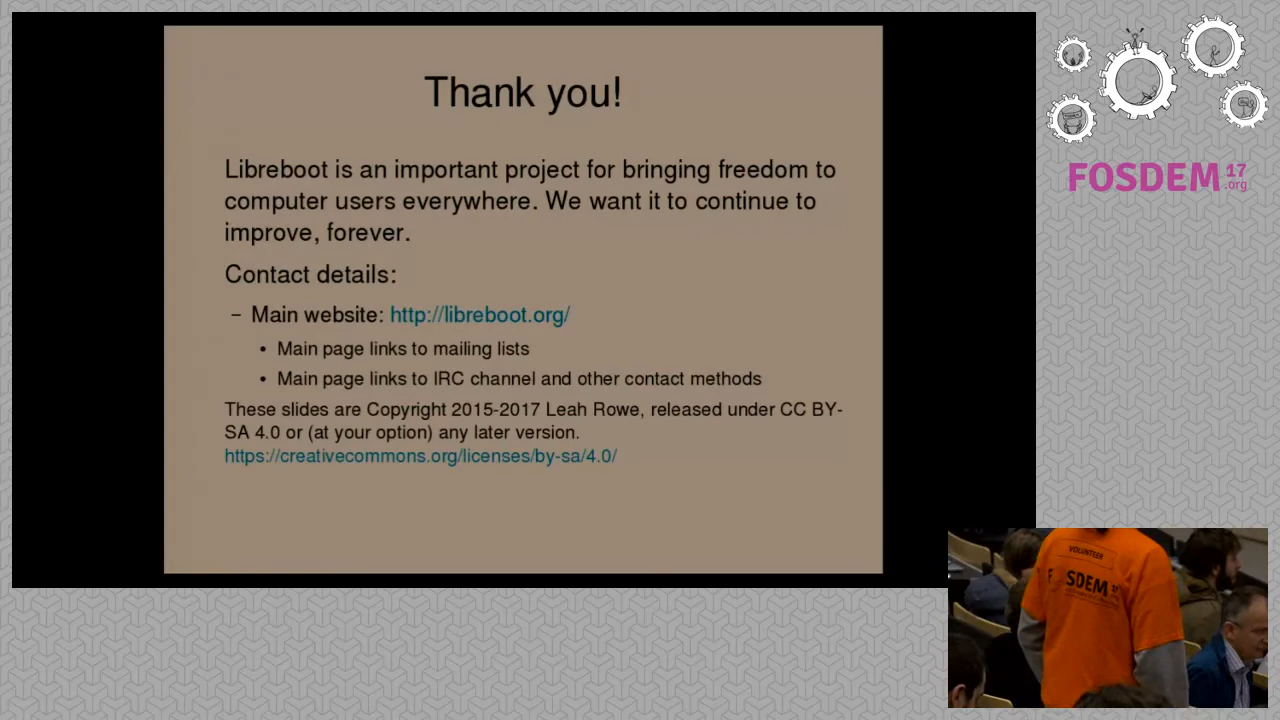 Thank you!
Libreboot is an important project for bringing freedom to
computer users everywhere. We want it to continue to
improve, forever.
Contact details:
– Main website: http://libreboot.org/
• Main page links to mailing lists
• Main page links to IRC channel and other contact methods
These slides are Copyright 2015-2017 Leah Rowe, released under CC BY-
SA 4.0 or (at your option) any later version.
https://creativecommons.org/licenses/by-sa/4.0/
FOSDEM 17
.org
VOLUNTEER
F SDEM